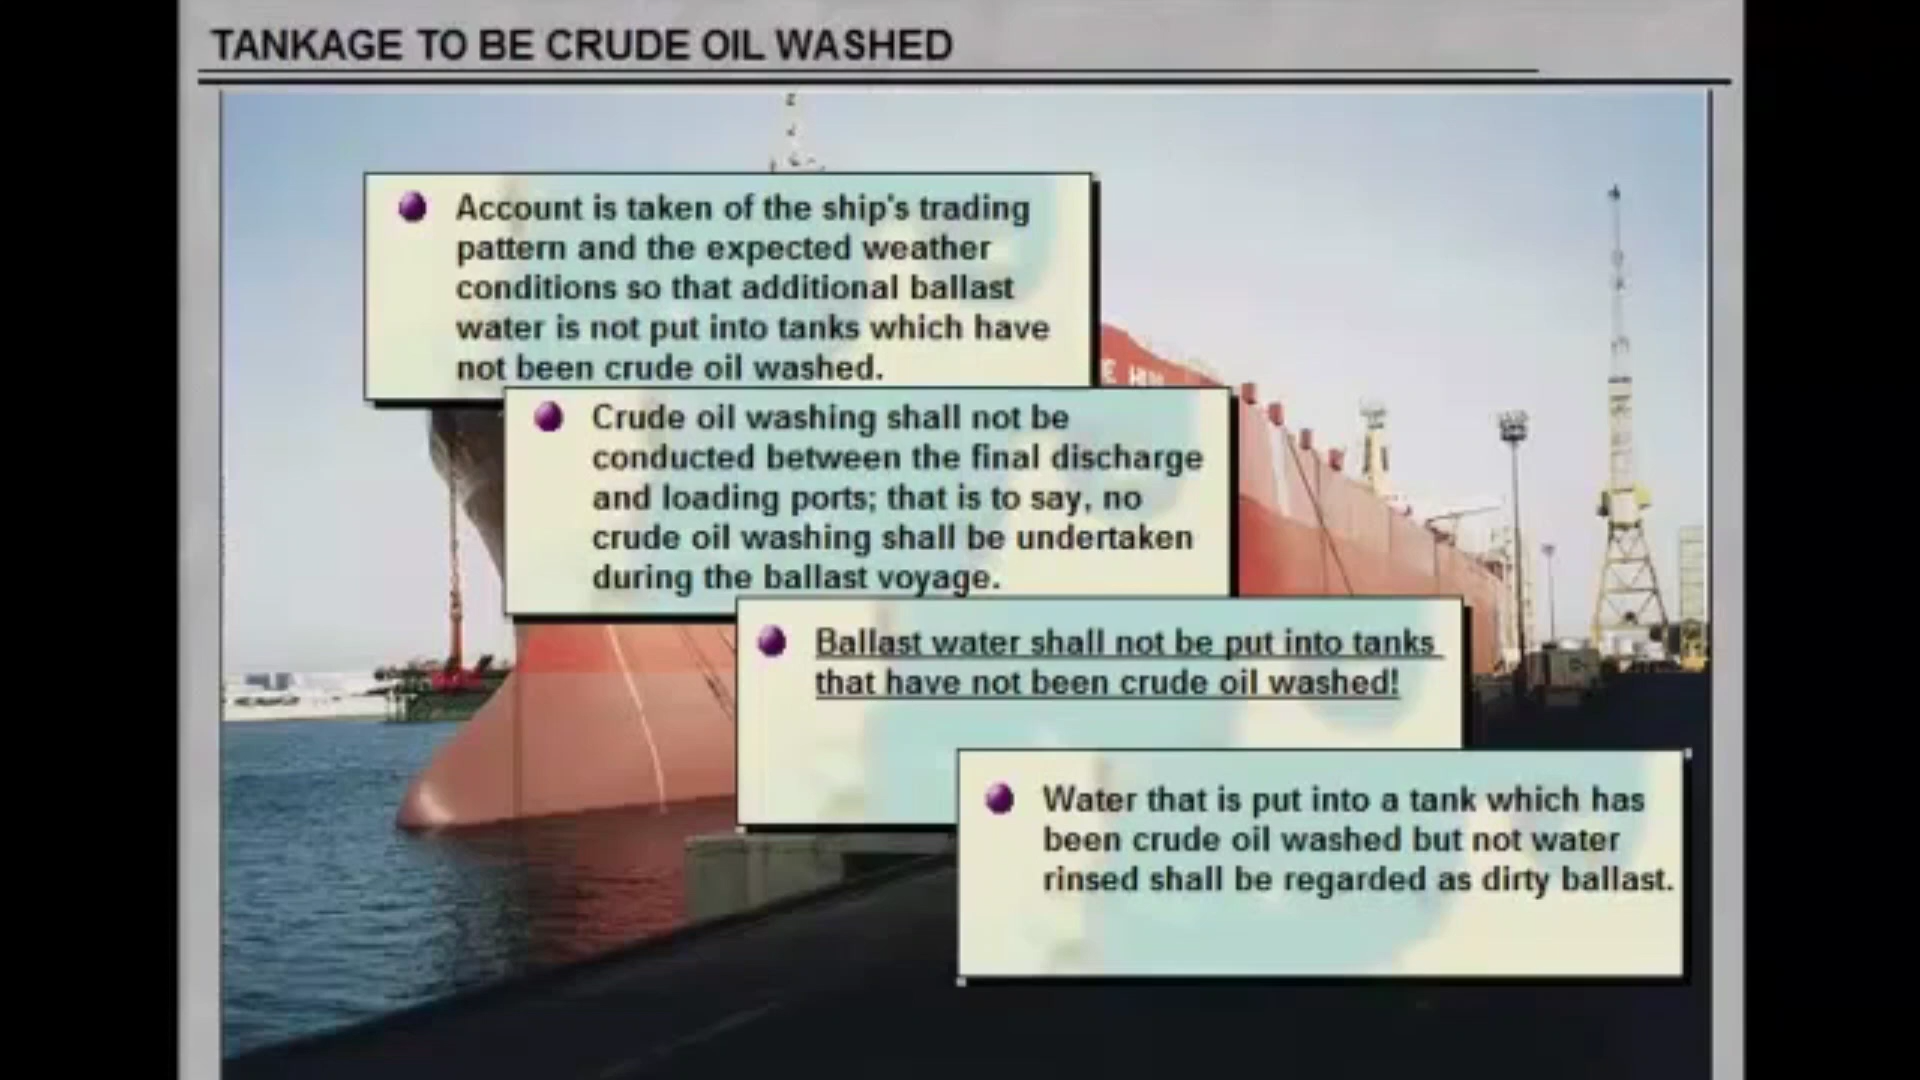 TANKAGE TO BE CRUDE OIL WASHED
Account is taken of the ship's trading
pattern and the expected weather
conditions so that additional ballast
water is not put into tanks which have
not been crude oil washed.
Crude oil washing shall not be
conducted between the final discharge
and loading ports; that is to say, no
crude oil washing shall be undertaken
during the ballast voyage.
Ballast water shall not be put into tanks
that have not been crude oil washed!
Water that is put into a tank which has
been crude oil washed but not water
rinsed shall be regarded as dirty ballast.